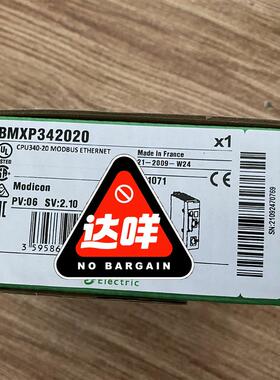 BMXP342020
x1
CPU340-20 MODBUS ETHERNET
Made in France
21-2009-W24
1071
Modicon
PV:06 SV:2.10
达咩
NO BARGAIN
359586
Electric
SN:21092470769